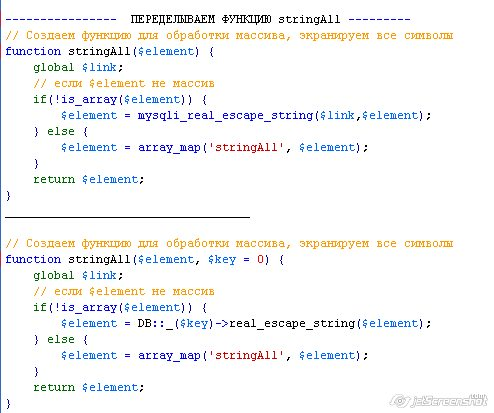 ---------------- ПЕРЕДЕЛЫВАЕМ ФУНКЦИЮ stringAll ---------
// Создаем функцию для обработки массива, экранируем все символы
function stringAll($element) {
    global $link;
    // если $element не массив
    if(!is_array($element)) {
        $element = mysqli_real_escape_string($link,$element);
    } else {
        $element = array_map('stringAll', $element);
    }
    return $element;
}
___________________________________
// Создаем функцию для обработки массива, экранируем все символы
function stringAll($element, $key = 0) {
    global $link;
    // если $element не массив
    if(!is_array($element)) {
        $element = DB::_($key)->real_escape_string($element);
    } else {
        $element = array_map('stringAll', $element);
    }
    return $element;
}
jetScreenshot